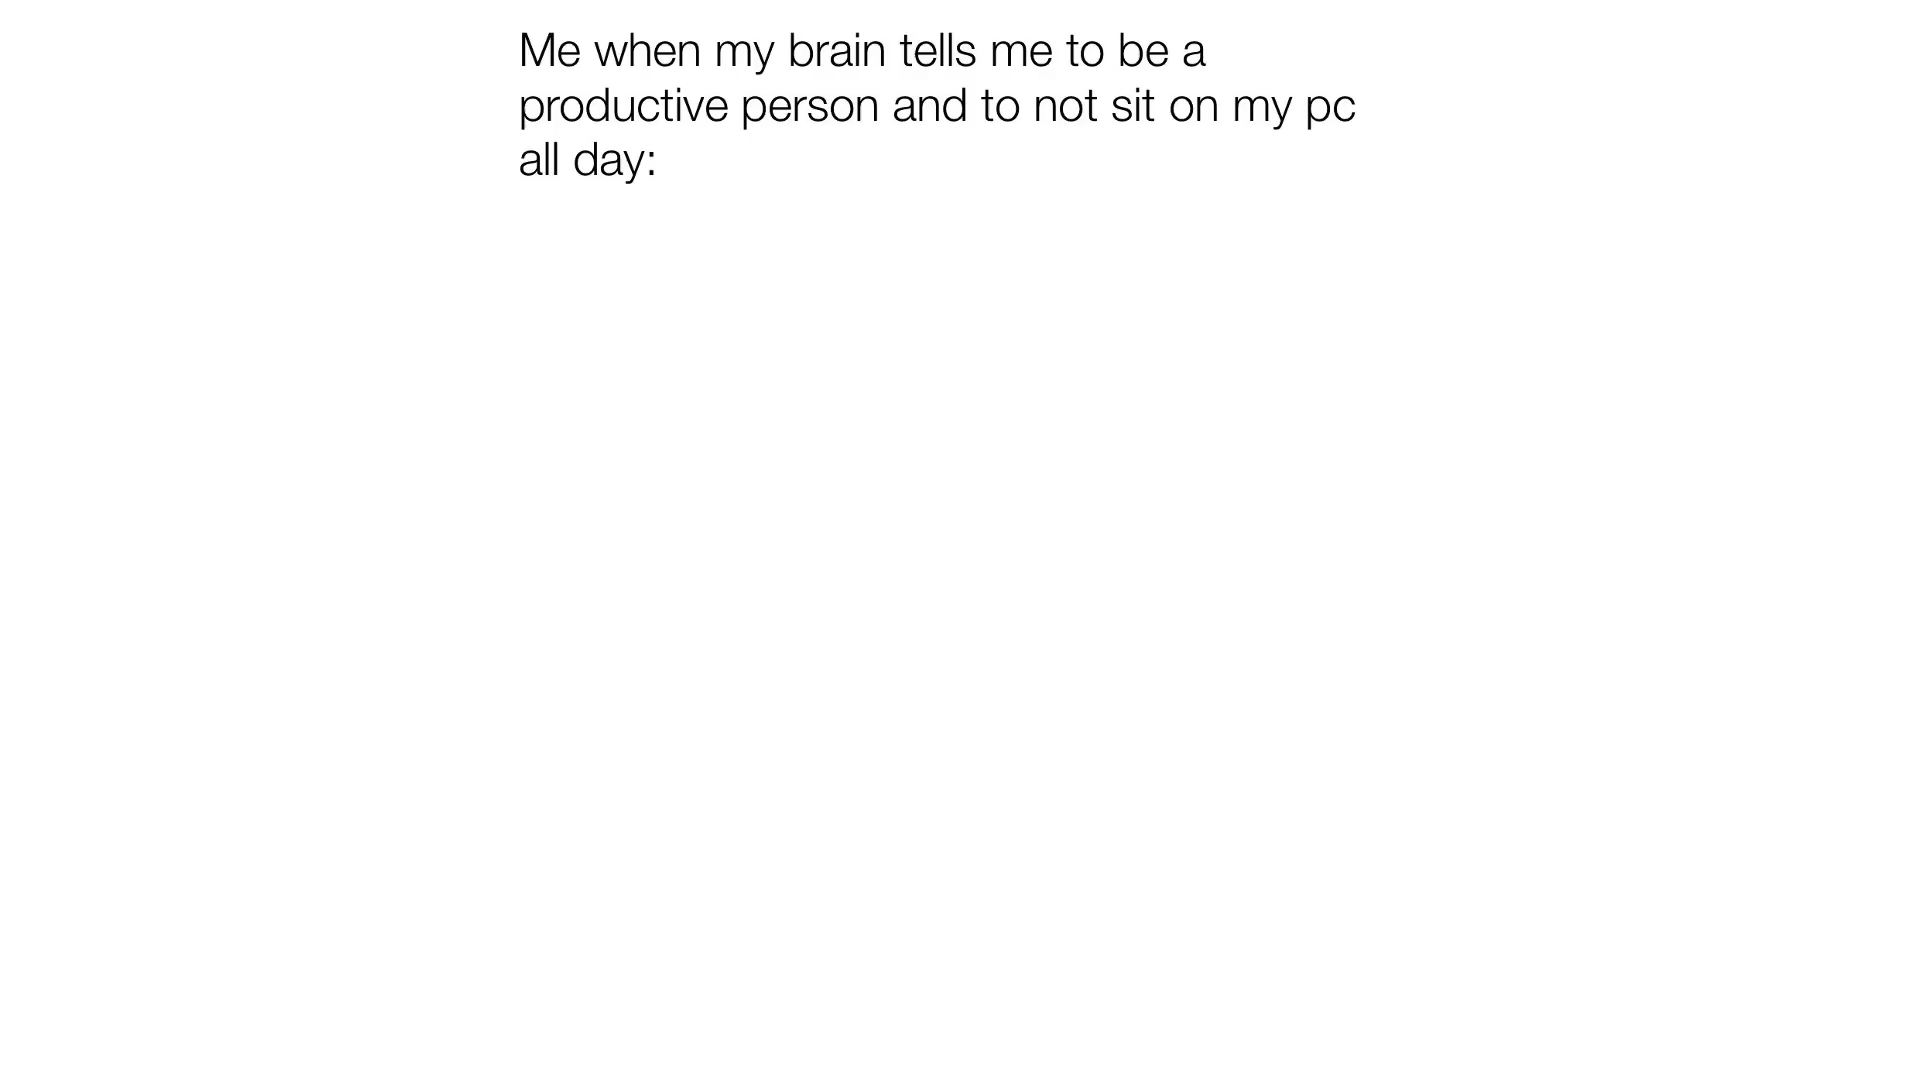 Me when my brain tells me to be a
productive person and to not sit on my pc
all day: